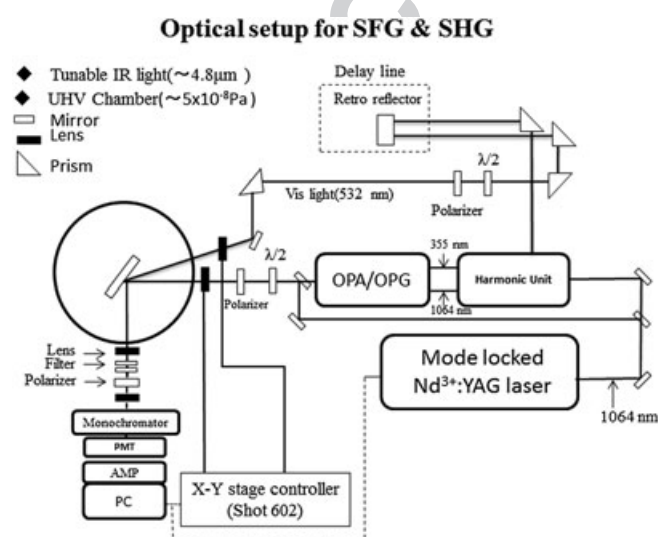 Optical setup for SFG & SHG
◆ Tunable IR light(~4.8μm)
◆ UHV Chamber(~5x10⁻⁸Pa)
Mirror
Lens
Prism
Delay line
Retro reflector
λ/2
Vis light(532 nm)
Polarizer
λ/2
Polarizer
OPA/OPG
355 nm
1064 nm
Harmonic Unit
Mode locked
Nd³⁺:YAG laser
1064 nm
Lens
Filter
Polarizer
Monochromator
PMT
AMP
PC
X-Y stage controller
(Shot 602)